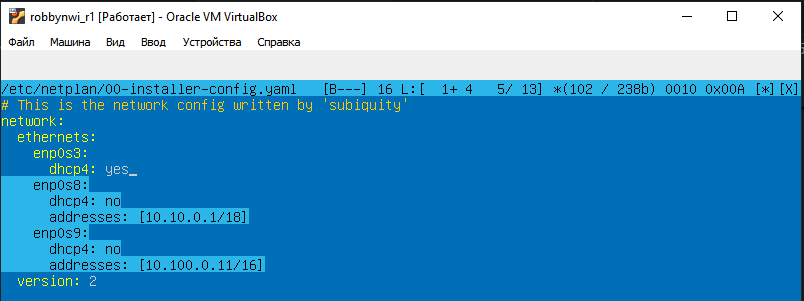 robbynwi_r1 [Работает] - Oracle VM VirtualBox
Файл Машина Вид Ввод Устройства Справка
/etc/netplan/00-installer-config.yaml [B---] 16 L:[ 1+ 4 5/ 13] *(102 / 238b) 0010 0x00A [*][X]
# This is the network config written by 'subiquity'
network:
  ethernets:
    enp0s3:
      dhcp4: yes_
    enp0s8:
      dhcp4: no
      addresses: [10.10.0.1/18]
    enp0s9:
      dhcp4: no
      addresses: [10.100.0.11/16]
  version: 2